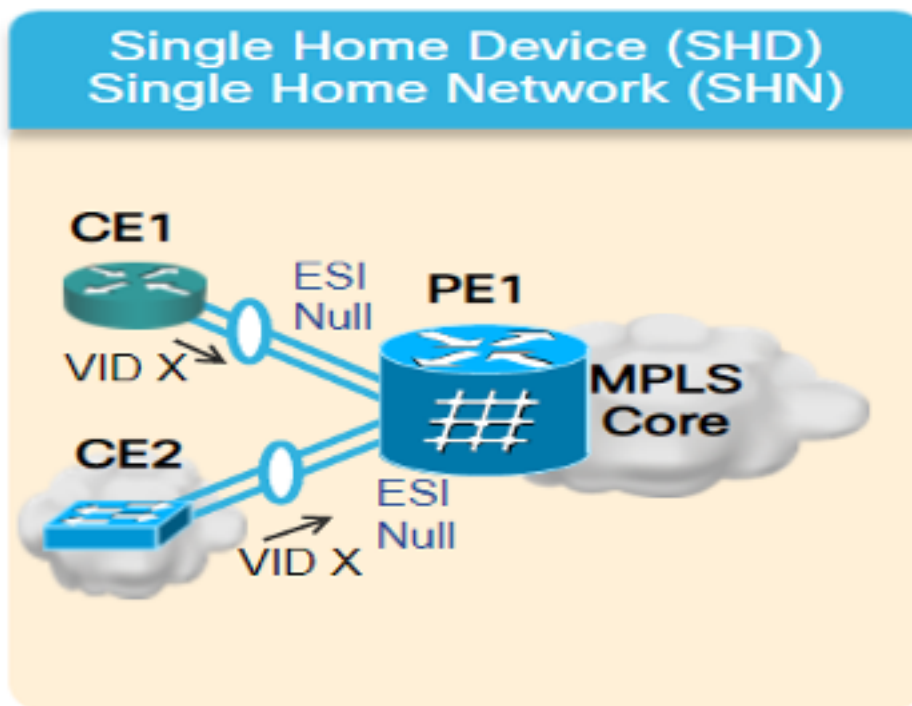 Single Home Device (SHD)
Single Home Network (SHN)
CE1
ESI
Null
PE1
VID X
MPLS
Core
CE2
ESI
Null
VID X